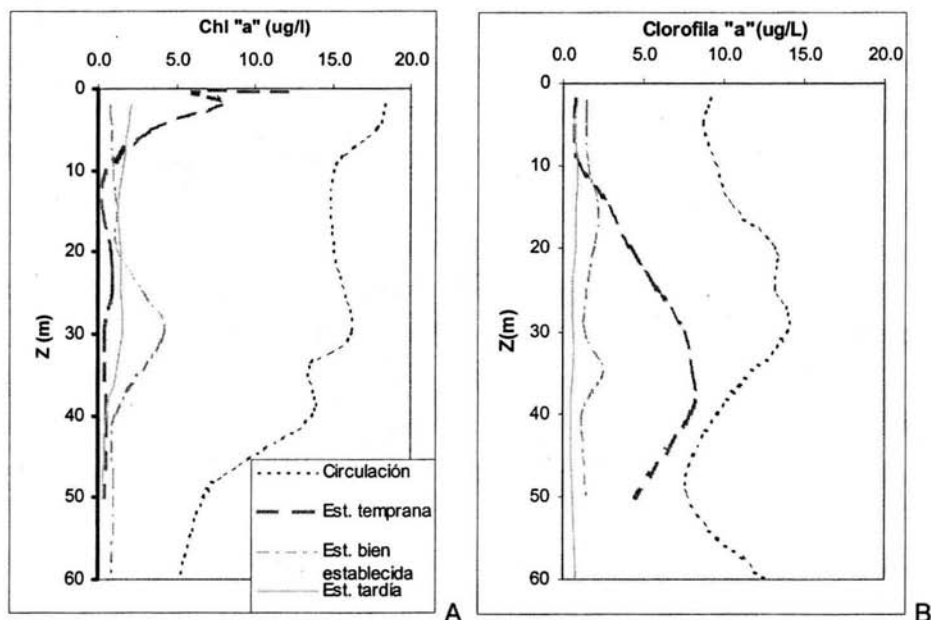 Chl "a" (ug/l)
0.0 5.0 10.0 15.0 20.0
0
10
20
30
40
50
60
Z (m)
Circulación
Est. temprana
Est. bien
establecida
Est. tardía
A
Clorofila "a"(ug/L)
0.0 5.0 10.0 15.0 20.0
0
10
20
30
40
50
60
Z(m)
B